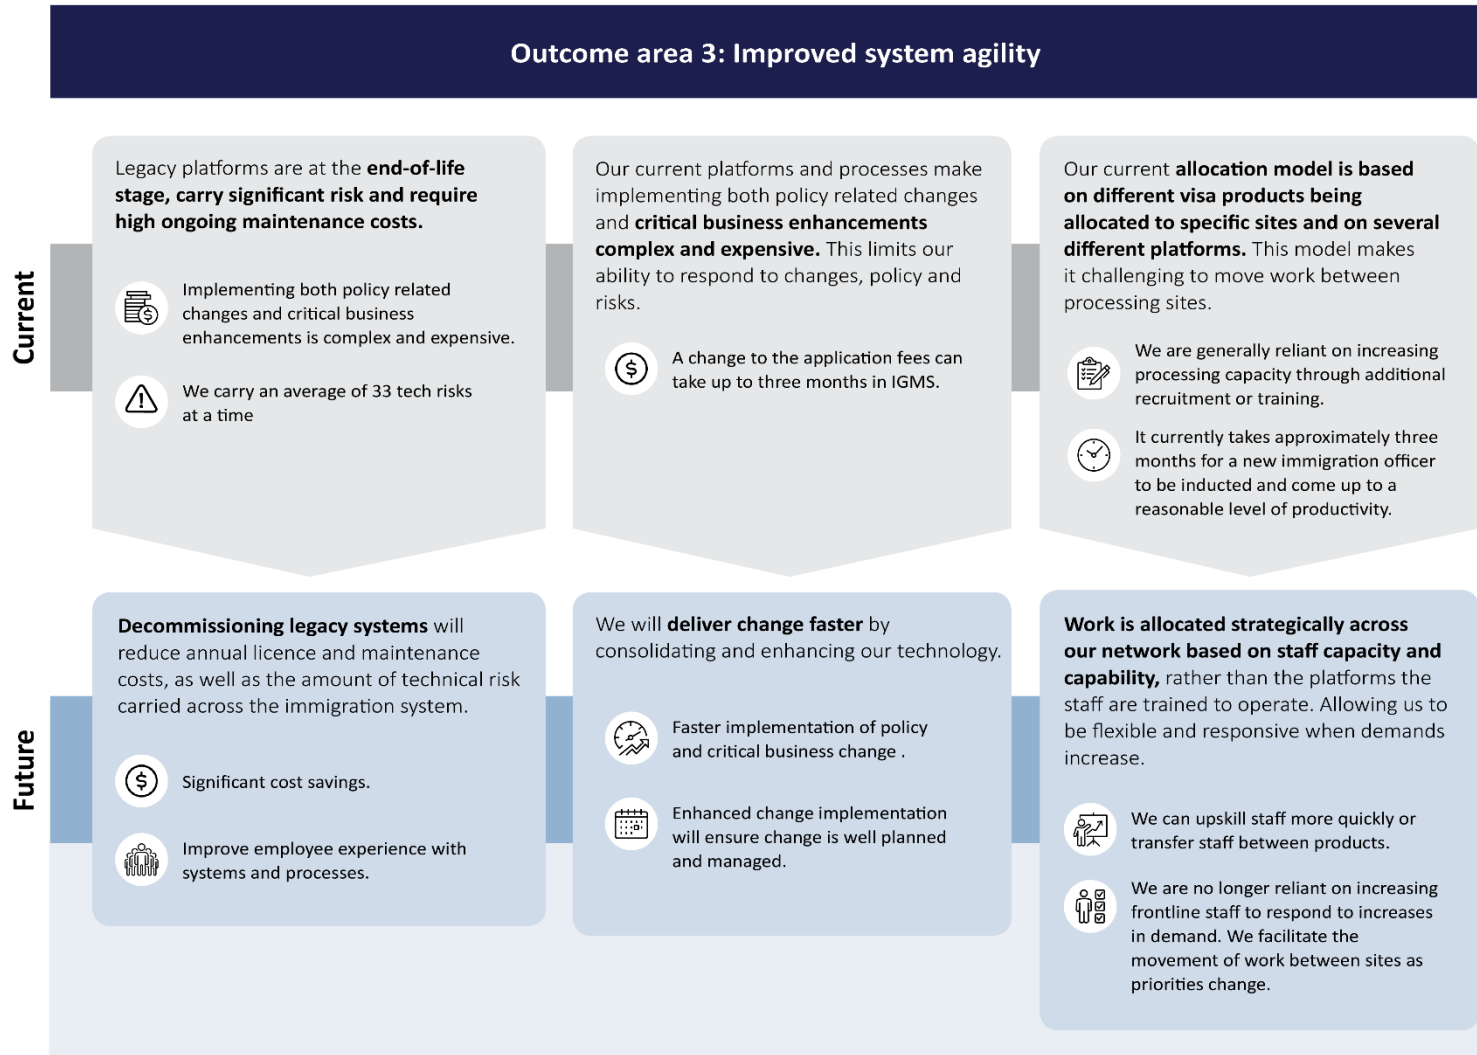 Outcome area 3: Improved system agility
Current
Legacy platforms are at the end-of-life
stage, carry significant risk and require
high ongoing maintenance costs.
Implementing both policy related
changes and critical business
enhancements is complex and expensive.
We carry an average of 33 tech risks
at a time
Our current platforms and processes make
implementing both policy related changes
and critical business enhancements
complex and expensive. This limits our
ability to respond to changes, policy and
risks.
A change to the application fees can
take up to three months in IGMS.
Our current allocation model is based
on different visa products being
allocated to specific sites and on several
different platforms. This model makes
it challenging to move work between
processing sites.
We are generally reliant on increasing
processing capacity through additional
recruitment or training.
It currently takes approximately three
months for a new immigration officer
to be inducted and come up to a
reasonable level of productivity.
Future
Decommissioning legacy systems will
reduce annual licence and maintenance
costs, as well as the amount of technical risk
carried across the immigration system.
Significant cost savings.
Improve employee experience with
systems and processes.
We will deliver change faster by
consolidating and enhancing our technology.
Faster implementation of policy
and critical business change .
Enhanced change implementation
will ensure change is well planned
and managed.
Work is allocated strategically across
our network based on staff capacity and
capability, rather than the platforms the
staff are trained to operate. Allowing us to
be flexible and responsive when demands
increase.
We can upskill staff more quickly or
transfer staff between products.
We are no longer reliant on increasing
frontline staff to respond to increases
in demand. We facilitate the
movement of work between sites as
priorities change.